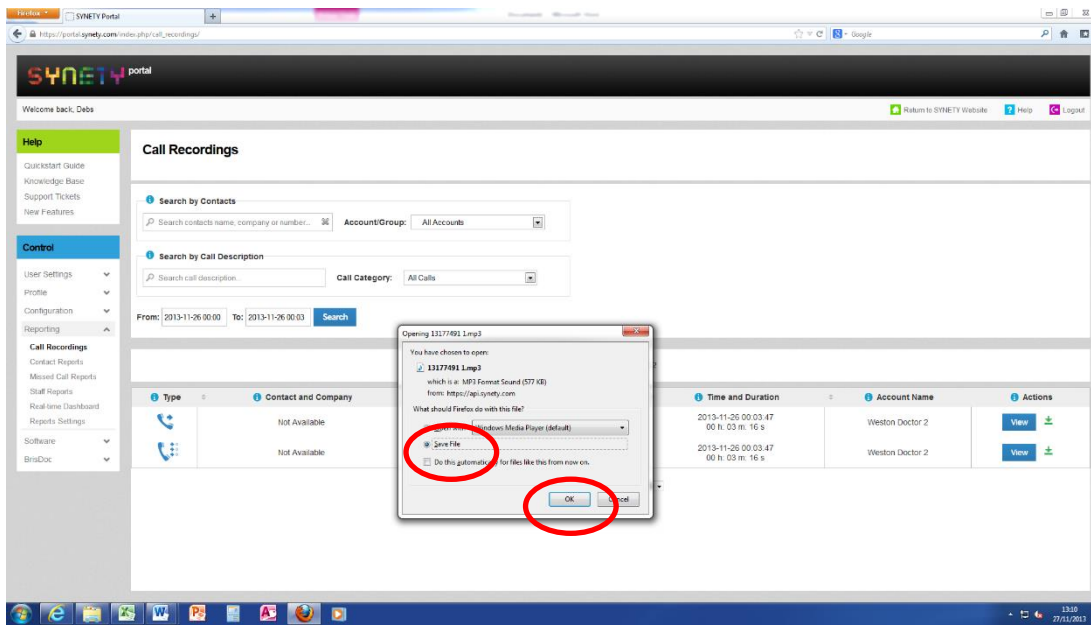 Firefox
SYNETY Portal
+
https://portal.synety.com/index.php/call_recordings/
Google
SYNETY portal
Welcome back, Debs
Return to SYNETY Website
? Help
Logout
Help
Quickstart Guide
Knowledge Base
Support Tickets
New Features
Control
User Settings
Profile
Configuration
Reporting
Call Recordings
Contact Reports
Missed Call Reports
Staff Reports
Real-time Dashboard
Reports Settings
Software
BrisDoc
Call Recordings
Search by Contacts
Search contacts name, company or number...
Account/Group: All Accounts
Search by Call Description
Search call description...
Call Category: All Calls
From: 2013-11-26 00:00 To: 2013-11-26 00:03 Search
Opening 13177491 1.mp3
You have chosen to open:
13177491 1.mp3
which is a: MP3 Format Sound (577 KB)
from: https://api.synety.com
What should Firefox do with this file?
Windows Media Player (default)
Save File
Do this automatically for files like this from now on.
OK Cancel
Type Contact and Company Time and Duration Account Name Actions
Not Available 2013-11-26 00:03:47 Weston Doctor 2 View
00 h: 03 m: 16 s
Not Available 2013-11-26 00:03:47 Weston Doctor 2 View
00 h: 03 m: 16 s
13:10
27/11/2013